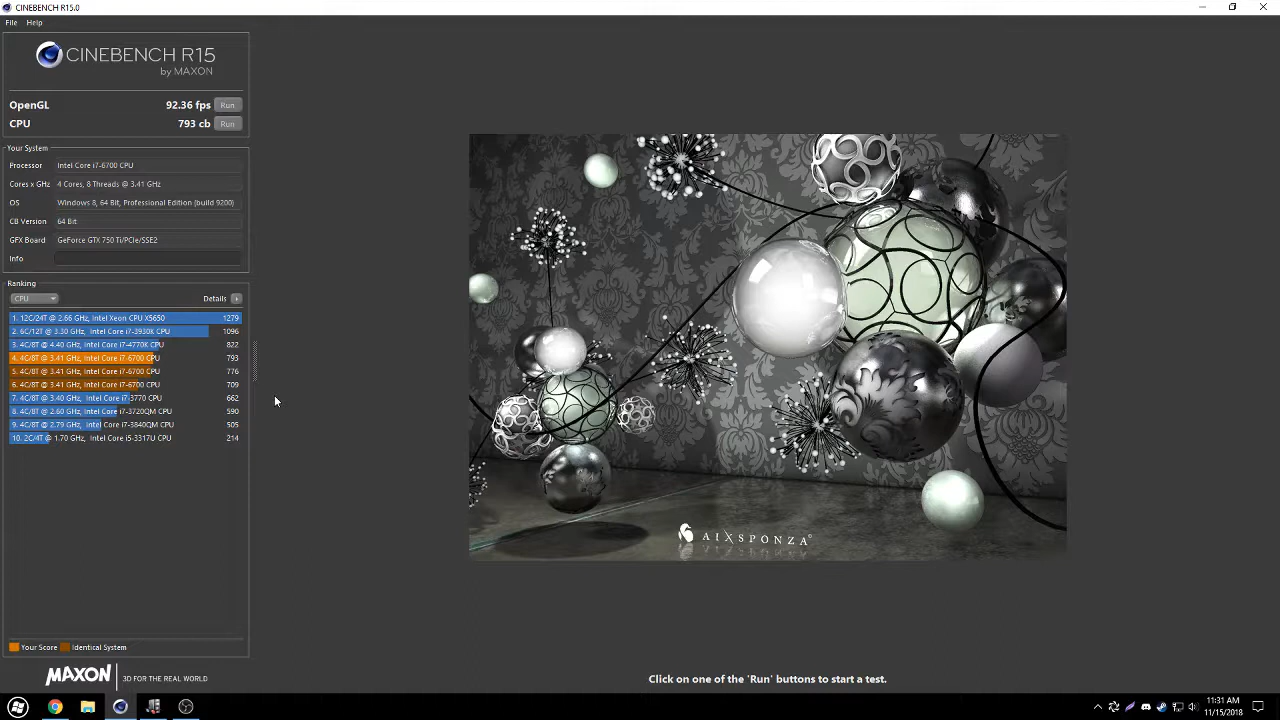 CINEBENCH R15.0
File Help
CINEBENCH R15
by MAXON
OpenGL 92.36 fps Run
CPU 793 cb Run
Your System
Processor Intel Core i7-6700 CPU
Cores x GHz 4 Cores, 8 Threads @ 3.41 GHz
OS Windows 8, 64 Bit, Professional Edition (build 9200)
CB Version 64 Bit
GFX Board GeForce GTX 750 Ti/PCIe/SSE2
Info
Ranking
CPU Details
1. 12C/24T @ 2.66 GHz, Intel Xeon CPU X5650 1279
2. 6C/12T @ 3.30 GHz, Intel Core i7-3930K CPU 1096
3. 4C/8T @ 4.40 GHz, Intel Core i7-4770K CPU 822
4. 4C/8T @ 3.41 GHz, Intel Core i7-6700 CPU 793
5. 4C/8T @ 3.41 GHz, Intel Core i7-6700 CPU 776
6. 4C/8T @ 3.41 GHz, Intel Core i7-6700 CPU 709
7. 4C/8T @ 3.40 GHz, Intel Core i7-3770 CPU 662
8. 4C/8T @ 2.60 GHz, Intel Core i7-3720QM CPU 590
9. 4C/8T @ 2.79 GHz, Intel Core i7-3840QM CPU 505
10. 2C/4T @ 1.70 GHz, Intel Core i5-3317U CPU 214
AIXSPONZA®
Your Score Identical System
MAXON 3D FOR THE REAL WORLD
Click on one of the 'Run' buttons to start a test.
11:31 AM
11/15/2018